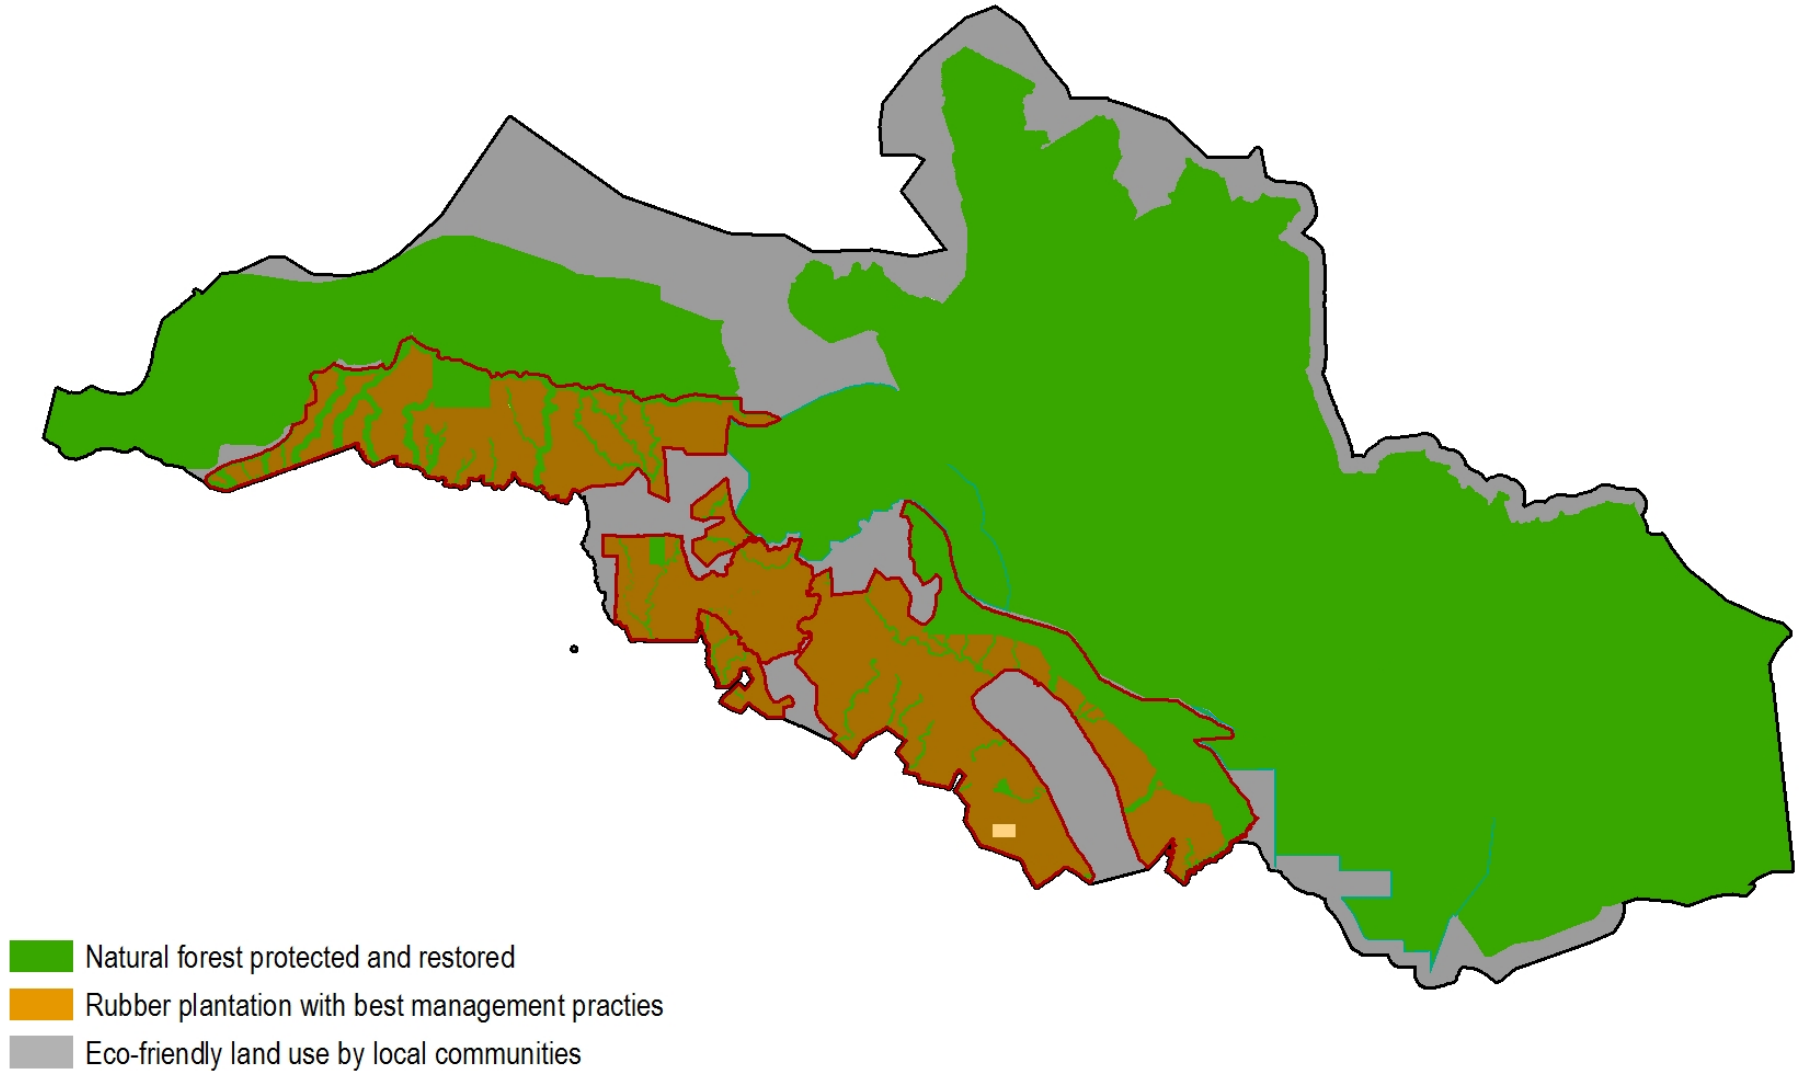 Natural forest protected and restored
Rubber plantation with best management practies
Eco-friendly land use by local communities